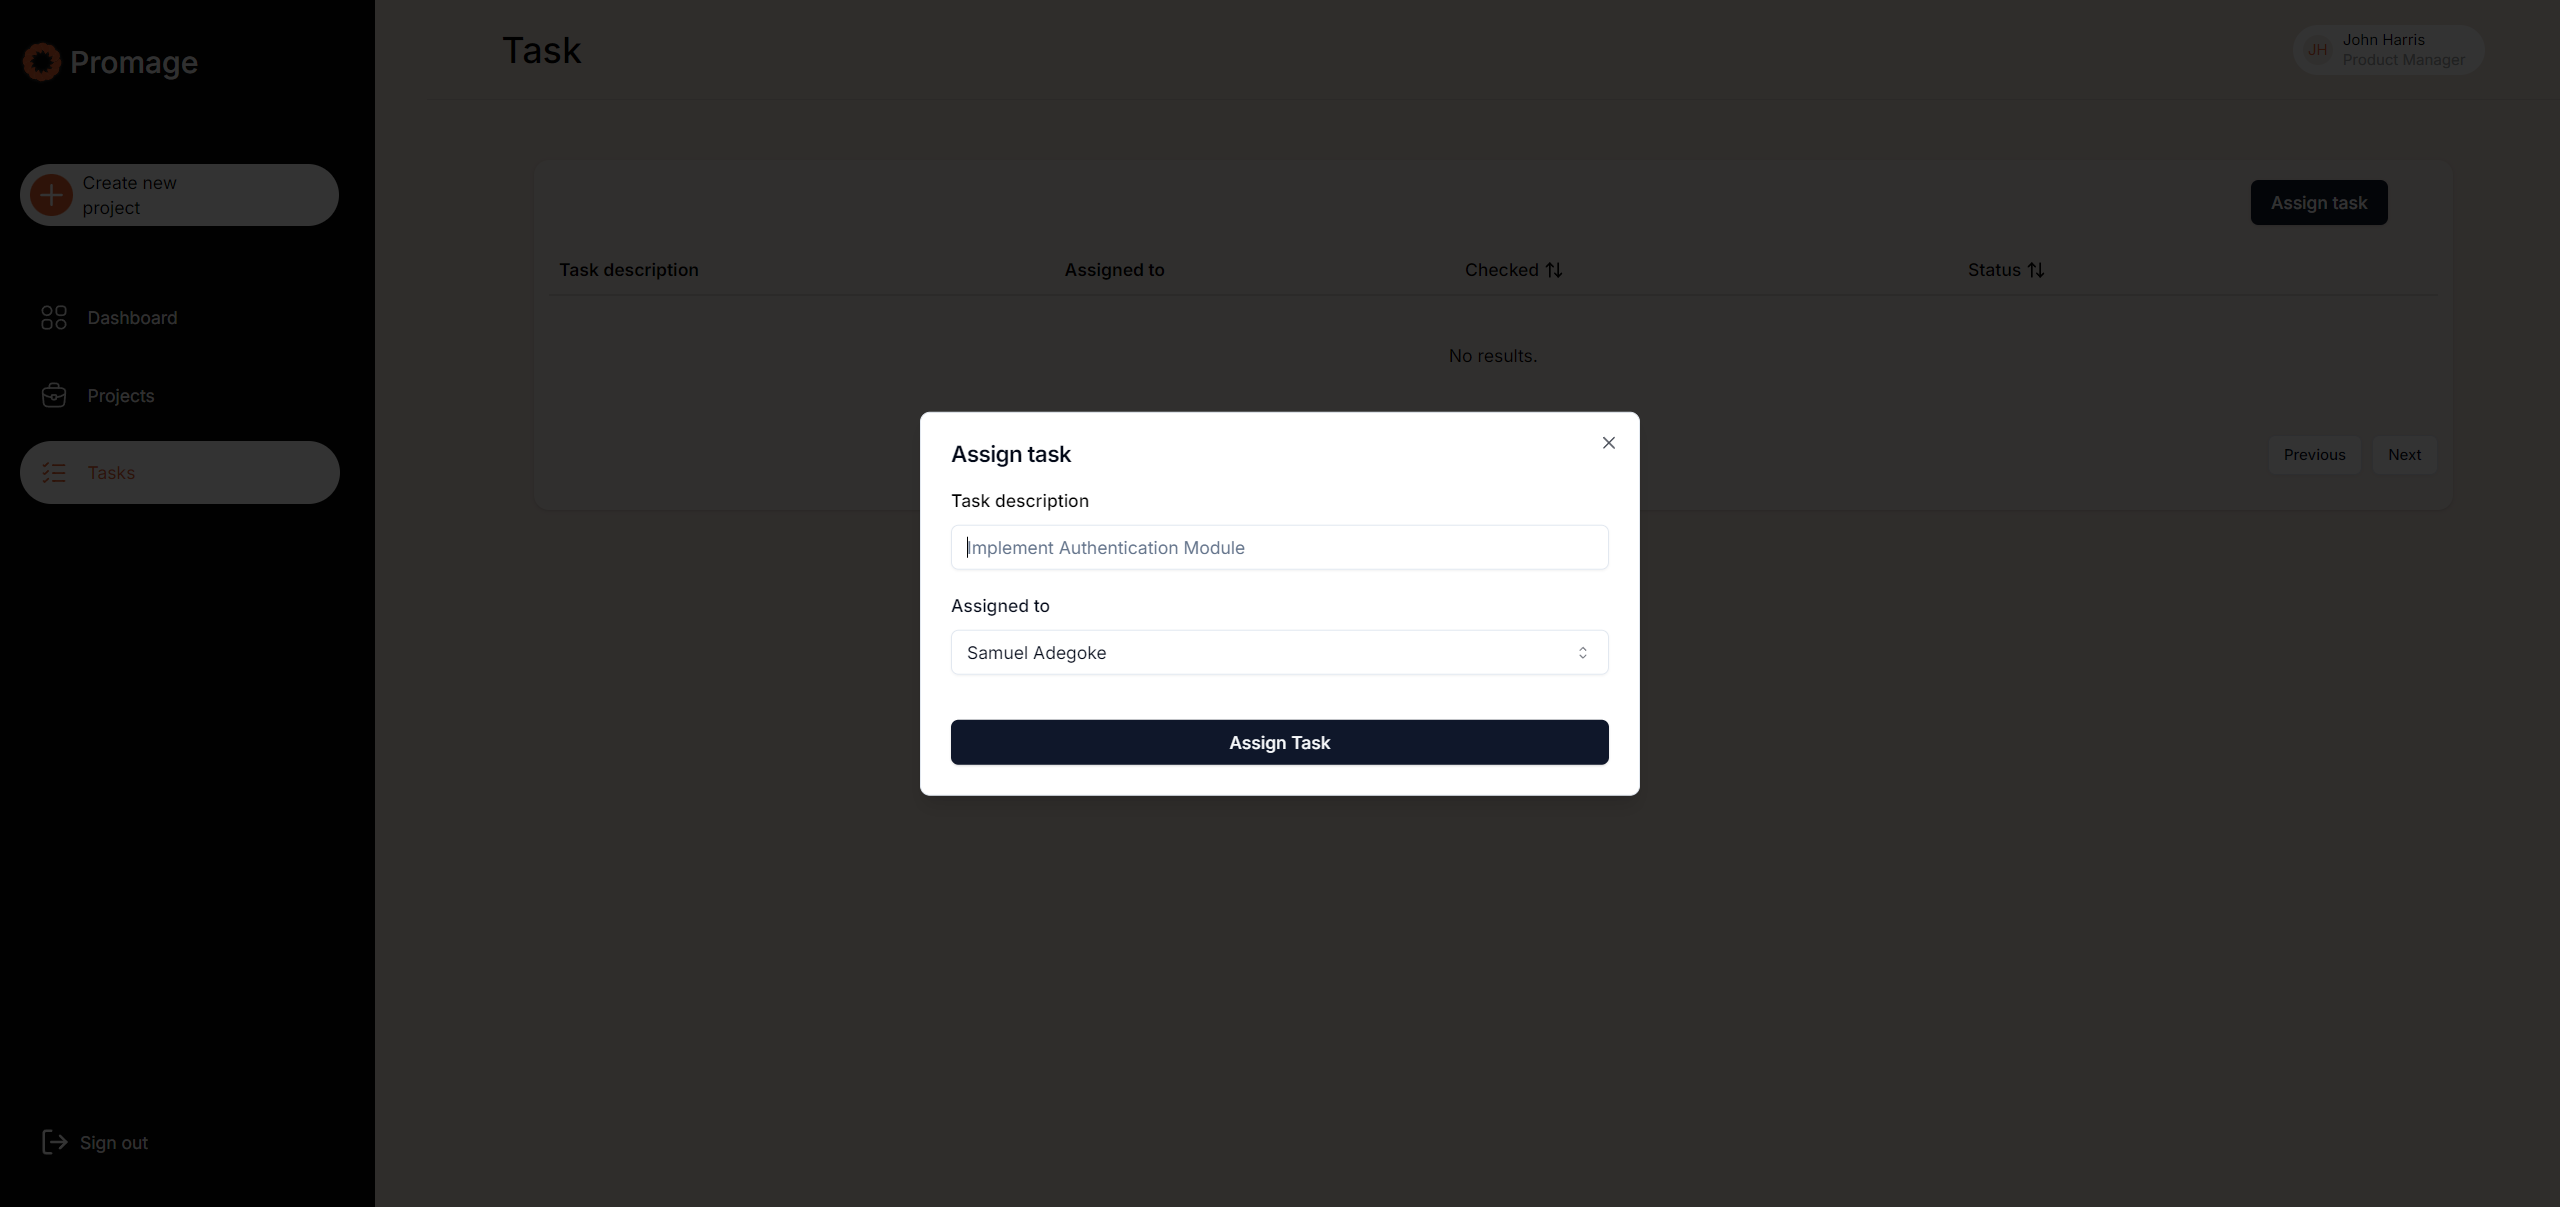 Promage
Create new
project
Dashboard
Projects
Tasks
Sign out
Task
JH
John Harris
Product Manager
Assign task
Task description
Assigned to
Checked
Status
No results.
Previous
Next
Assign task
Task description
Implement Authentication Module
Assigned to
Samuel Adegoke
Assign Task